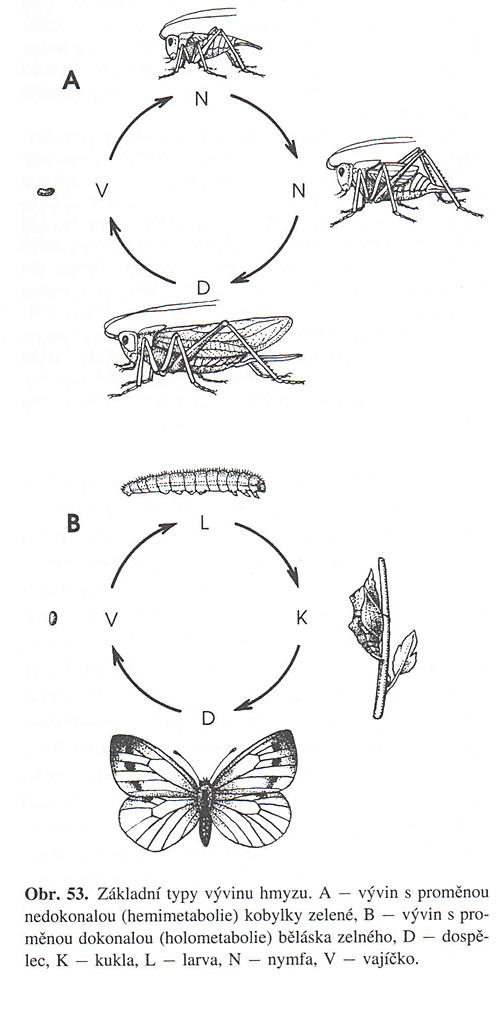 A
N
V
N
D
B
L
V
K
D
Obr. 53. Základní typy vývinu hmyzu. A — vývin s proměnou
nedokonalou (hemimetabolie) kobylky zelené, B — vývin s pro-
měnou dokonalou (holometabolie) běláska zelného, D — dospě-
lec, K — kukla, L — larva, N — nymfa, V — vajíčko.